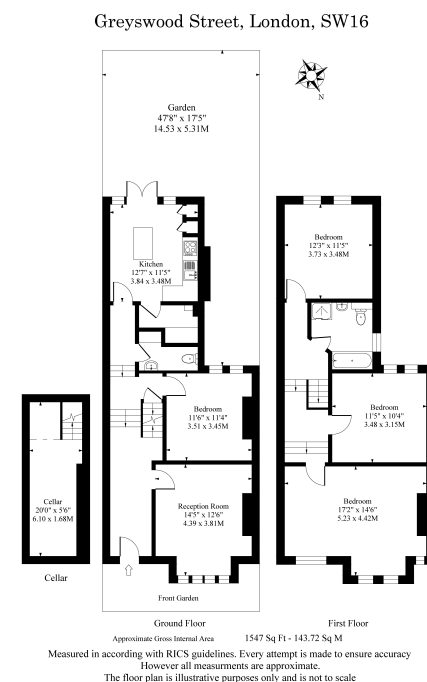 Greyswood Street, London, SW16
N
Garden
47'8" x 17'5"
14.53 x 5.31M
Kitchen
12'7" x 11'5"
3.84 x 3.48M
Bedroom
12'3" x 11'5"
3.73 x 3.48M
Bedroom
11'6" x 11'4"
3.51 x 3.45M
Bedroom
11'5" x 10'4"
3.48 x 3.15M
Cellar
20'0" x 5'6"
6.10 x 1.68M
Reception Room
14'5" x 12'6"
4.39 x 3.81M
Bedroom
17'2" x 14'6"
5.23 x 4.42M
Cellar
Front Garden
Ground Floor
First Floor
Approximate Gross Internal Area 1547 Sq Ft - 143.72 Sq M
Measured in according with RICS guidelines. Every attempt is made to ensure accuracy
However all measurments are approximate.
The floor plan is illustrative purposes only and is not to scale